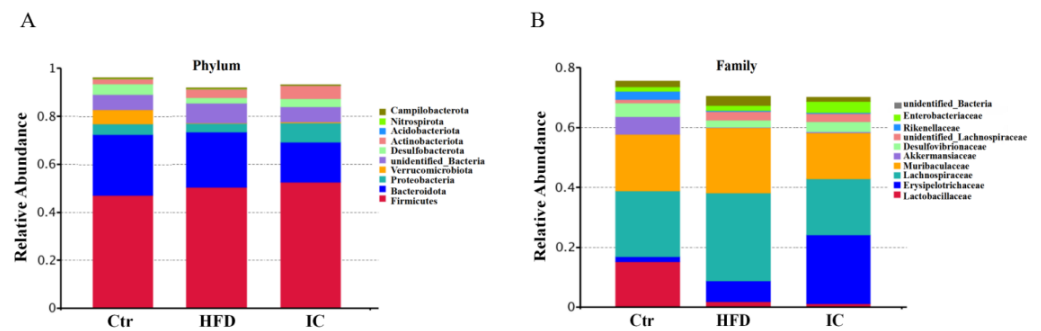 A
B
Phylum
Family
Relative Abundance
1
0.8
0.6
0.4
0.2
0
Ctr HFD IC
Campilobacterota
Nitrospirota
Acidobacteriota
Actinobacteriota
Desulfobacterota
unidentified_Bacteria
Verrucomicrobiota
Proteobacteria
Bacteroidota
Firmicutes
Relative Abundance
0.8
0.6
0.4
0.2
0
Ctr HFD IC
unidentified_Bacteria
Enterobacteriaceae
Rikenellaceae
unidentified_Lachnospiraceae
Desulfovibrionaceae
Akkermansiaceae
Muribaculaceae
Lachnospiraceae
Erysipelotrichaceae
Lactobacillaceae